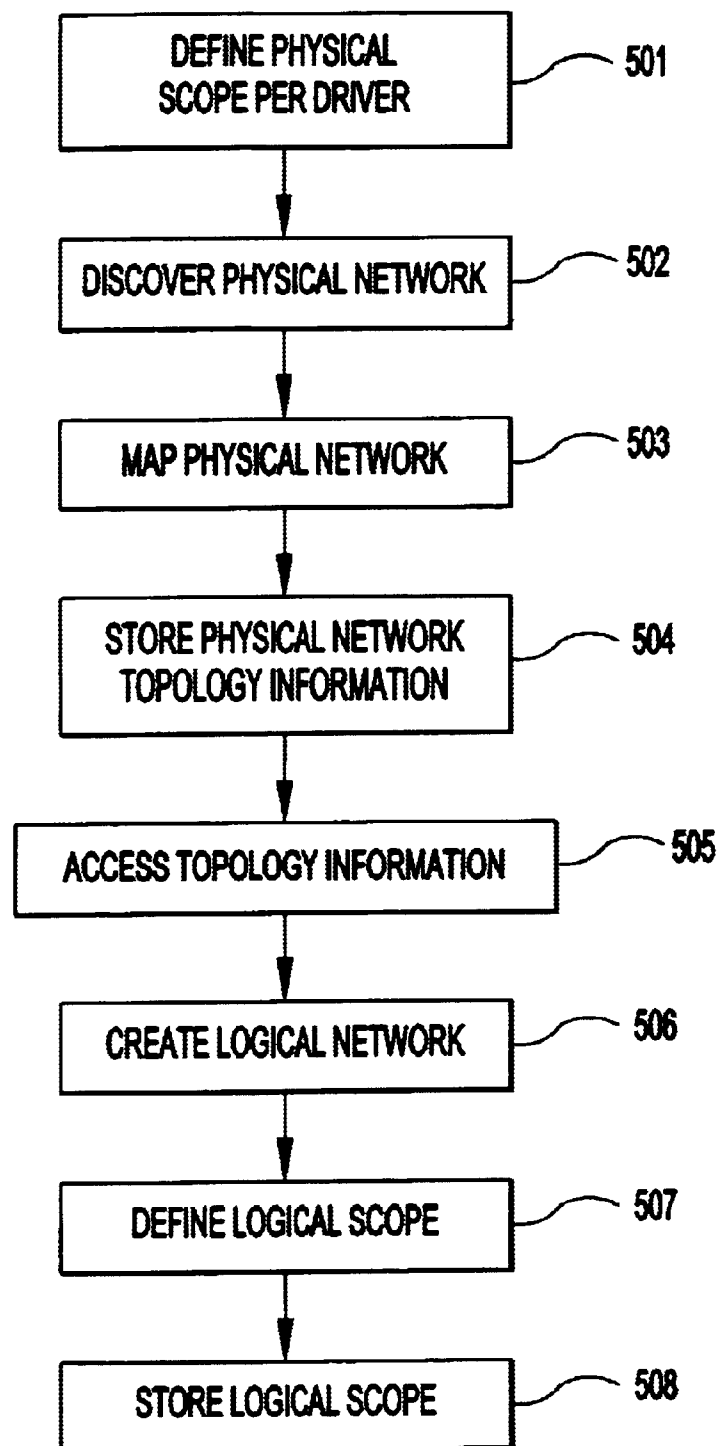 DEFINE PHYSICAL
SCOPE PER DRIVER
501
DISCOVER PHYSICAL NETWORK
502
MAP PHYSICAL NETWORK
503
STORE PHYSICAL NETWORK
TOPOLOGY INFORMATION
504
ACCESS TOPOLOGY INFORMATION
505
CREATE LOGICAL NETWORK
506
DEFINE LOGICAL SCOPE
507
STORE LOGICAL SCOPE
508